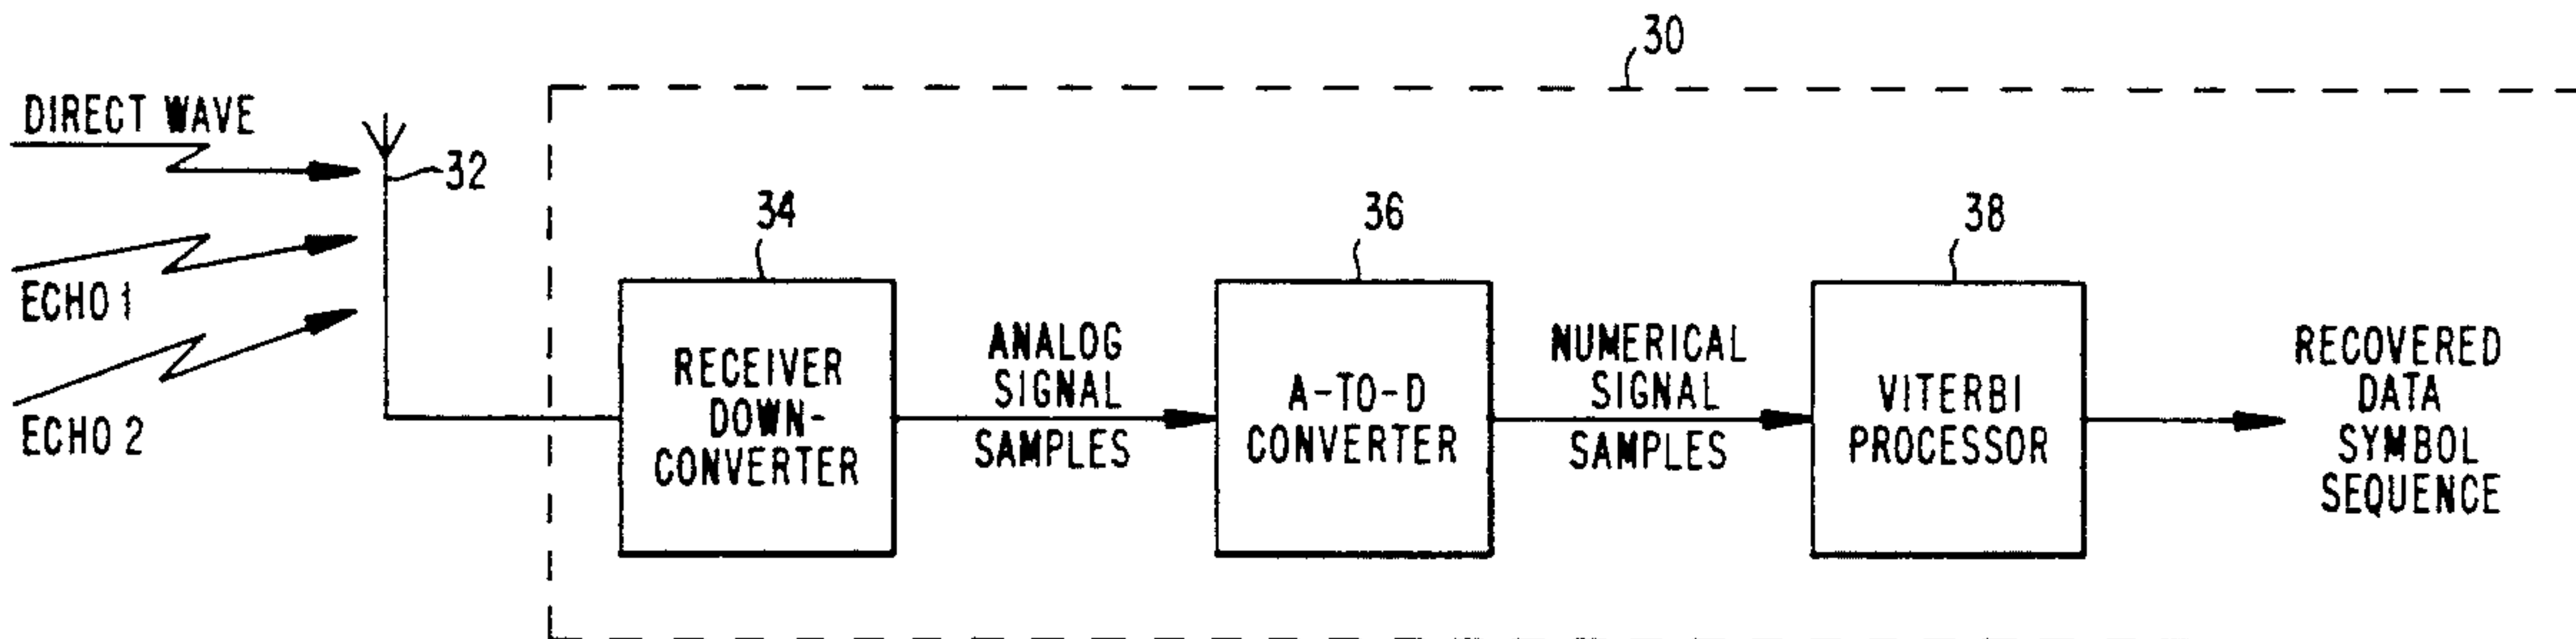 30
DIRECT WAVE
32
34
36
38
ECHO 1
ECHO 2
RECEIVER
DOWN-
CONVERTER
ANALOG
SIGNAL
SAMPLES
A-TO-D
CONVERTER
NUMERICAL
SIGNAL
SAMPLES
VITERBI
PROCESSOR
RECOVERED
DATA
SYMBOL
SEQUENCE